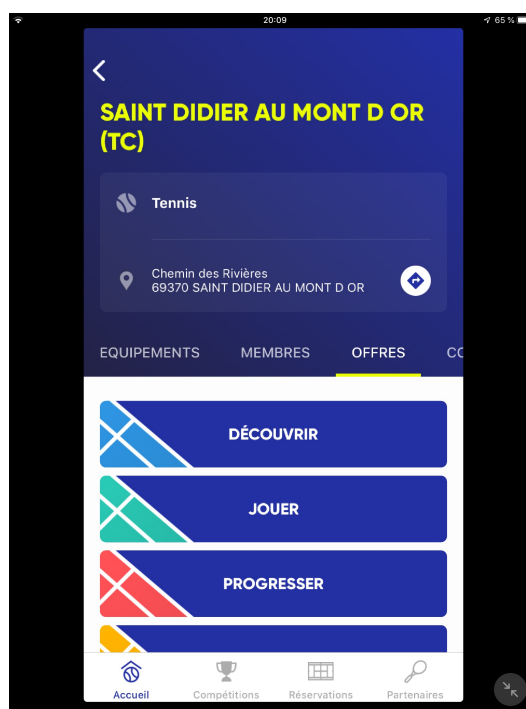 20:09
65 %
SAINT DIDIER AU MONT D OR
(TC)
Tennis
Chemin des Rivières
69370 SAINT DIDIER AU MONT D OR
EQUIPEMENTS MEMBRES OFFRES CO
DÉCOUVRIR
JOUER
PROGRESSER
Accueil Compétitions Réservations Partenaires